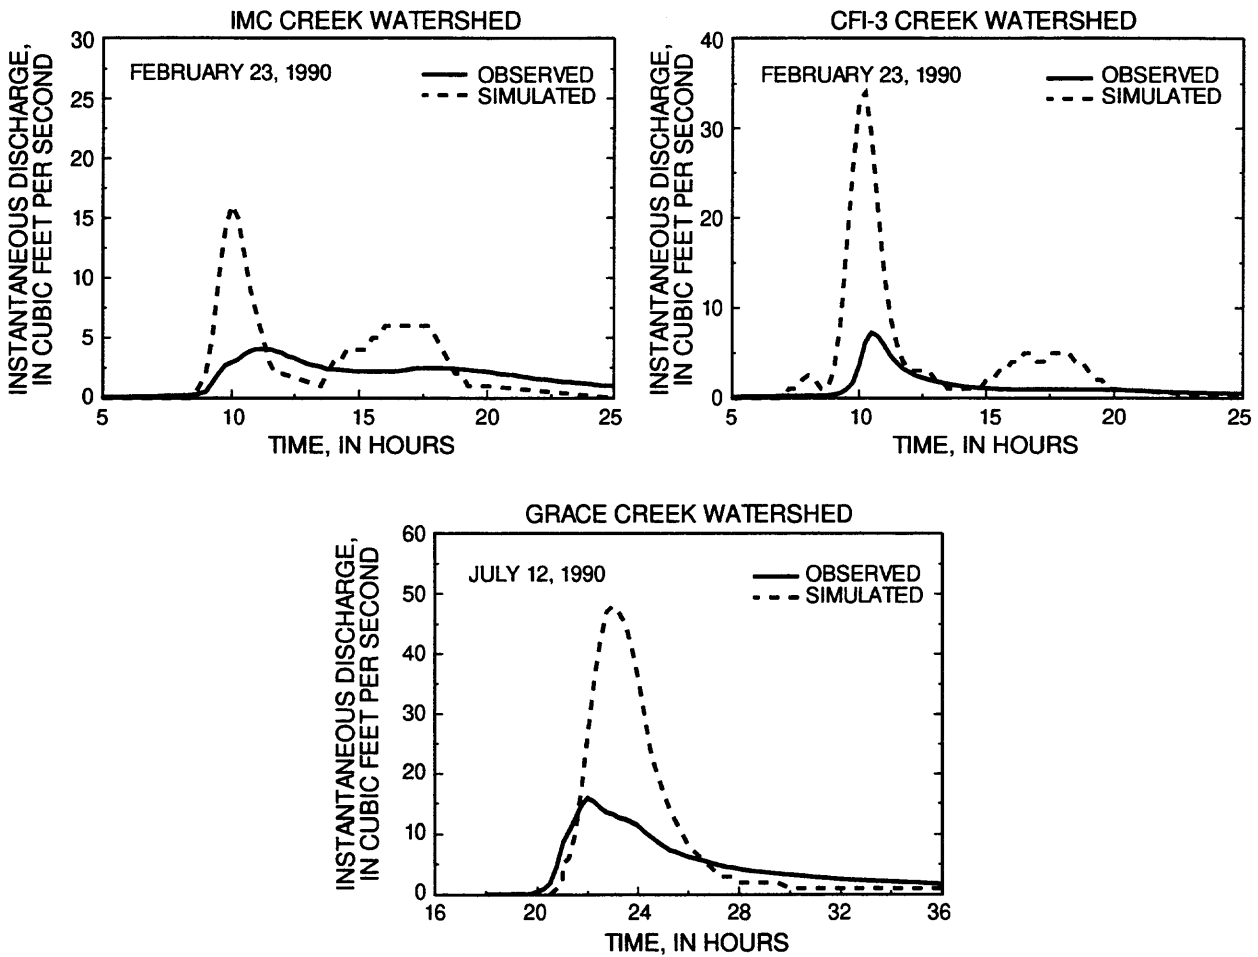 IMC CREEK WATERSHED
INSTANTANEOUS DISCHARGE,
IN CUBIC FEET PER SECOND
30
25
20
15
10
5
0
FEBRUARY 23, 1990
OBSERVED
SIMULATED
5 10 15 20 25
TIME, IN HOURS
CFI-3 CREEK WATERSHED
INSTANTANEOUS DISCHARGE,
IN CUBIC FEET PER SECOND
40
30
20
10
0
FEBRUARY 23, 1990
OBSERVED
SIMULATED
5 10 15 20 25
TIME, IN HOURS
GRACE CREEK WATERSHED
INSTANTANEOUS DISCHARGE,
IN CUBIC FEET PER SECOND
60
50
40
30
20
10
0
JULY 12, 1990
OBSERVED
SIMULATED
16 20 24 28 32 36
TIME, IN HOURS